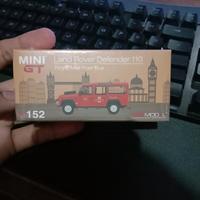 MINI
GT
Land Rover Defender 110
Royal Mail Post Bus
152